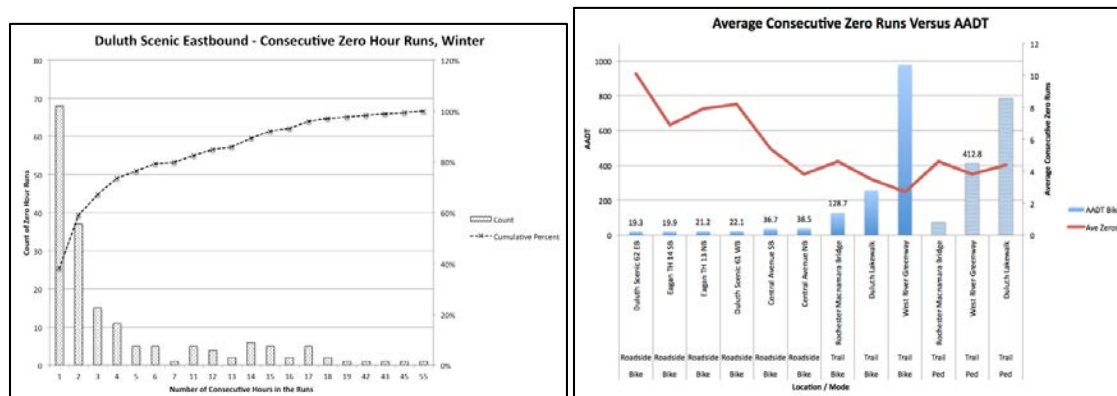 Duluth Scenic Eastbound - Consecutive Zero Hour Runs, Winter
Count of Zero Hour Runs
80
70
60
50
40
30
20
10
0
120%
100%
80%
60%
40%
20%
0%
Count
Cumulative Percent
1 2 3 4 5 6 7 11 12 13 14 15 16 17 18 19 42 43 45 55
Number of Consecutive Hours in the Runs
Average Consecutive Zero Runs Versus AADT
AADT
1000
800
600
400
200
0
12
10
8
6
4
2
0
Average Consecutive Zero Runs
19.3 19.9 21.2 22.1 36.7 38.5 128.7 412.8
AADT Bike
Ave Zeros
Duluth Scenic 62 EB
Eagan TH 14 SB
Eagan TH 13 NB
Duluth Scenic 61 WB
Central Avenue SB
Central Avenue NB
Rochester Macnamara Bridge
Duluth Lakewalk
West River Greenway
Rochester Macnamara Bridge
West River Greenway
Duluth Lakewalk
Roadside Roadside Roadside Roadside Roadside Roadside Trail Trail Trail Trail Trail Trail
Bike Bike Bike Bike Bike Bike Bike Bike Bike Ped Ped Ped
Location / Mode